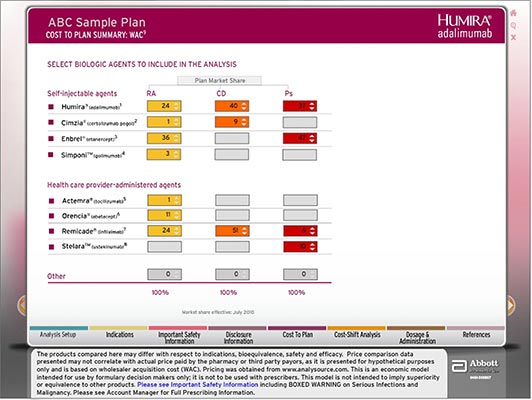 ABC Sample Plan
COST TO PLAN SUMMARY: WAC⁹
HUMIRA®
adalimumab
SELECT BIOLOGIC AGENTS TO INCLUDE IN THE ANALYSIS
Plan Market Share
Self-injectable agents RA CD Ps
Humira® (adalimumab)¹ 24 40
Cimzia® (certolizumab pegol)² 1 9
Enbrel® (etanercept)³ 36 47
Simponi™ (golimumab)⁴ 3
Health care provider-administered agents
Actemra® (tocilizumab)⁵ 1
Orencia® (abatacept)⁶ 11
Remicade® (infliximab)⁷ 24 51 6
Stelara™ (ustekinumab)⁸ 10
Other 0 0 0
100% 100% 100%
Market share effective: July 2010
Analysis Setup
Indications
Important Safety
Information
Disclosure
Information
Cost To Plan
Cost-Shift Analysis
Dosage &
Administration
References
The products compared here may differ with respect to indications, bioequivalence, safety and efficacy. Price comparison data
presented may not correlate with actual price paid by the pharmacy or third party payors, as it is presented for hypothetical purposes
only and is based on wholesaler acquisition cost (WAC). Pricing was obtained from www.analysource.com. This is an economic model
intended for use by formulary decision makers only; it is not to be used with prescribers. This model is not intended to imply superiority
or equivalence to other products. Please see Important Safety Information including BOXED WARNING on Serious Infections and
Malignancy. Please see Account Manager for Full Prescribing Information.
Abbott